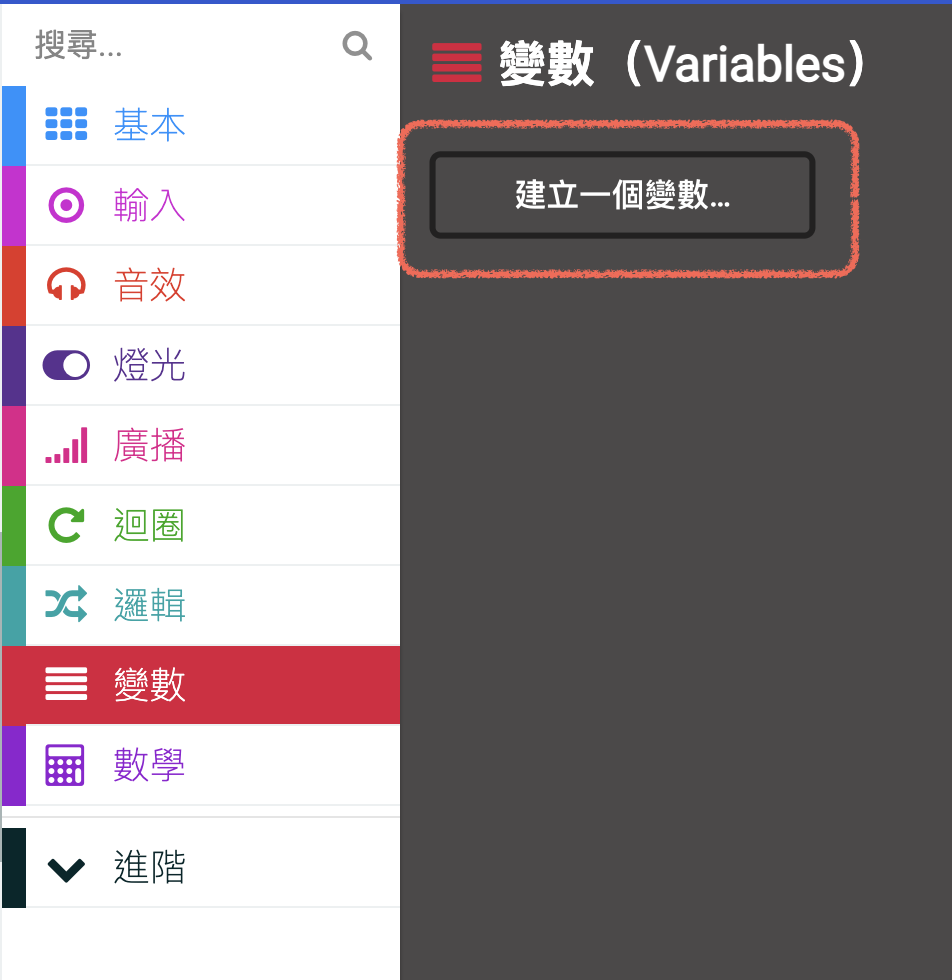 搜尋...
基本
輸入
音效
燈光
廣播
迴圈
邏輯
變數
數學
進階
變數（Variables）
建立一個變數...